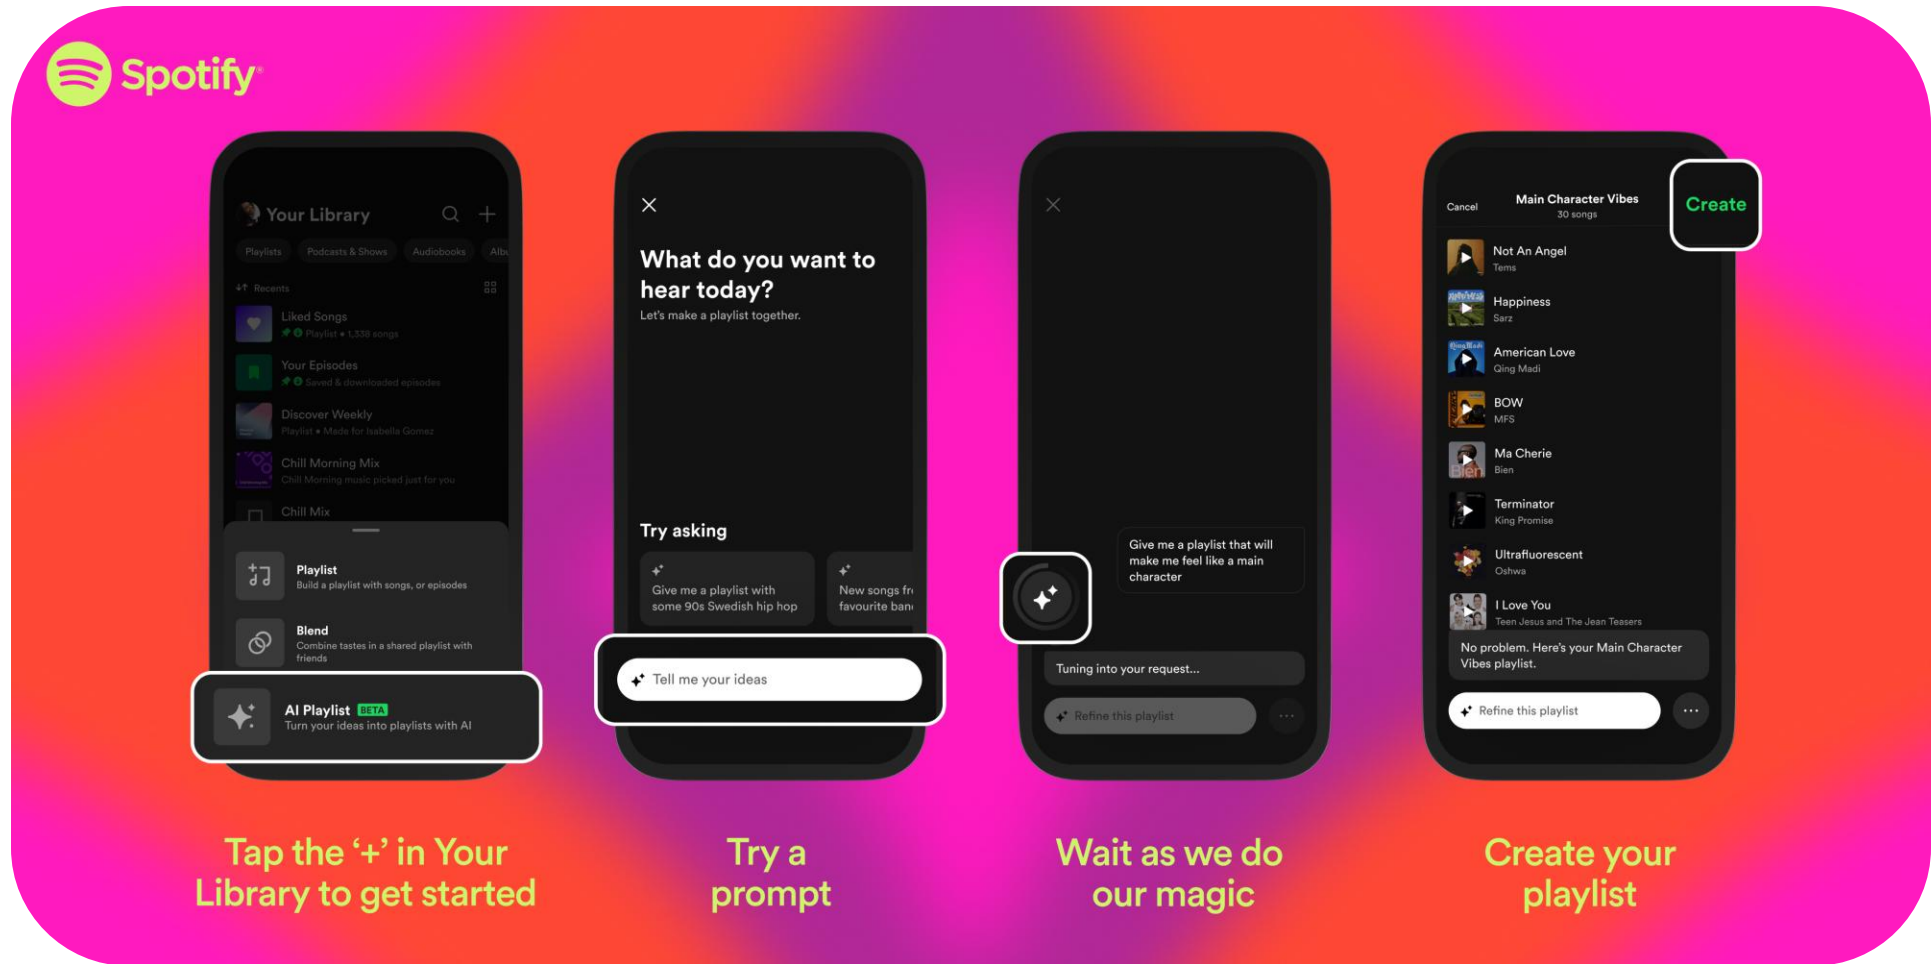 Spotify
Your Library
Playlists
Podcasts & Shows
Audiobooks
Recents
Liked Songs
Playlist • 1,338 songs
Your Episodes
Saved & downloaded episodes
Discover Weekly
Playlist • Made for Isabella Gomez
Chill Morning Mix
Chill Morning music picked just for you
Chill Mix
Playlist
Build a playlist with songs, or episodes
Blend
Combine tastes in a shared playlist with
friends
AI Playlist BETA
Turn your ideas into playlists with AI
Tap the ‘+’ in Your
Library to get started
What do you want to
hear today?
Let's make a playlist together.
Try asking
Give me a playlist with
some 90s Swedish hip hop
New songs
favourite
Tell me your ideas
Try a
prompt
Give me a playlist that will
make me feel like a main
character
Tuning into your request...
Refine this playlist
Wait as we do
our magic
Cancel
Main Character Vibes
30 songs
Create
Not An Angel
Tems
Happiness
Sarz
American Love
Qing Madi
BOW
MFS
Ma Cherie
Bien
Terminator
King Promise
Ultrafluorescent
Oshwa
I Love You
Teen Jesus and The Jean Teasers
No problem. Here's your Main Character
Vibes playlist.
Refine this playlist
Create your
playlist